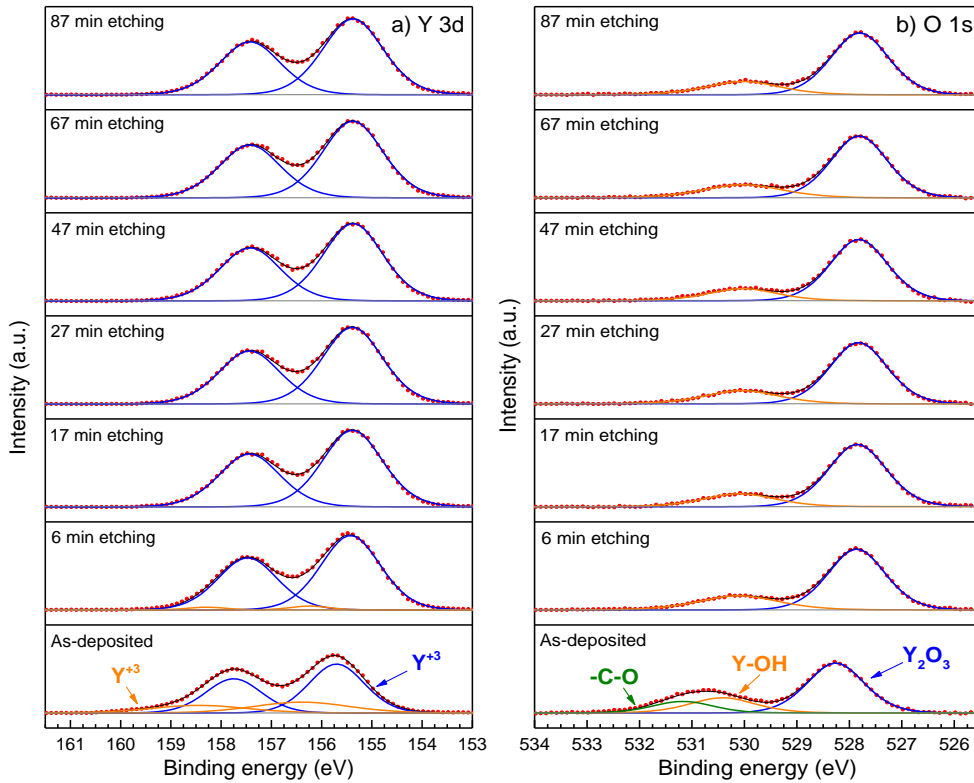 87 min etching
a) Y 3d
67 min etching
47 min etching
27 min etching
17 min etching
6 min etching
As-deposited
Y+3
Y+3
Intensity (a.u.)
161 160 159 158 157 156 155 154 153
Binding energy (eV)
87 min etching
b) O 1s
67 min etching
47 min etching
27 min etching
17 min etching
6 min etching
As-deposited
-C-O
Y-OH
Y2O3
Intensity (a.u.)
534 533 532 531 530 529 528 527 526
Binding energy (eV)